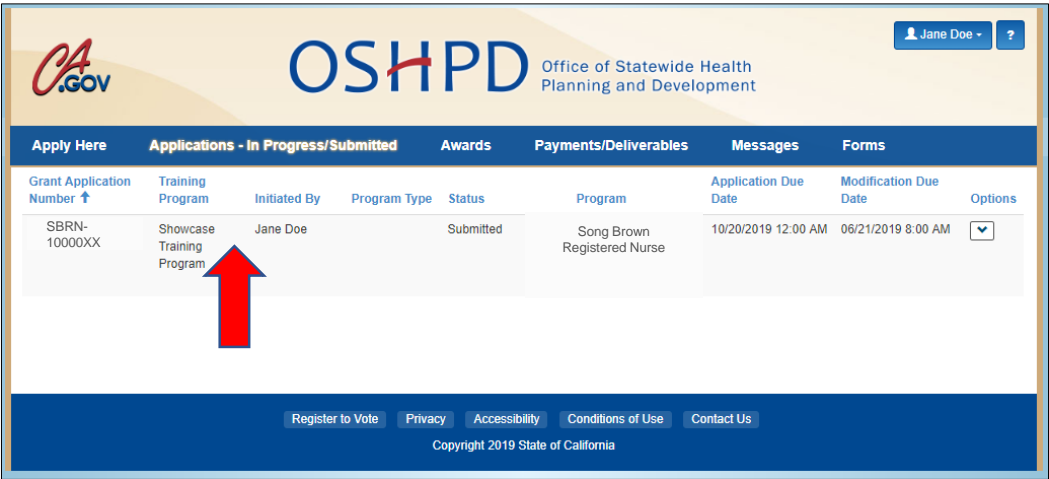 Jane Doe
?
CA
.GOV
OSHPD
Office of Statewide Health
Planning and Development
Apply Here Applications - In Progress/Submitted Awards Payments/Deliverables Messages Forms
Grant Application
Number
Training
Program
Initiated By
Program Type
Status
Program
Application Due
Date
Modification Due
Date
Options
SBRN-
10000XX
Showcase
Training
Program
Jane Doe
Submitted
Song Brown
Registered Nurse
10/20/2019 12:00 AM
06/21/2019 8:00 AM
Register to Vote Privacy Accessibility Conditions of Use Contact Us
Copyright 2019 State of California